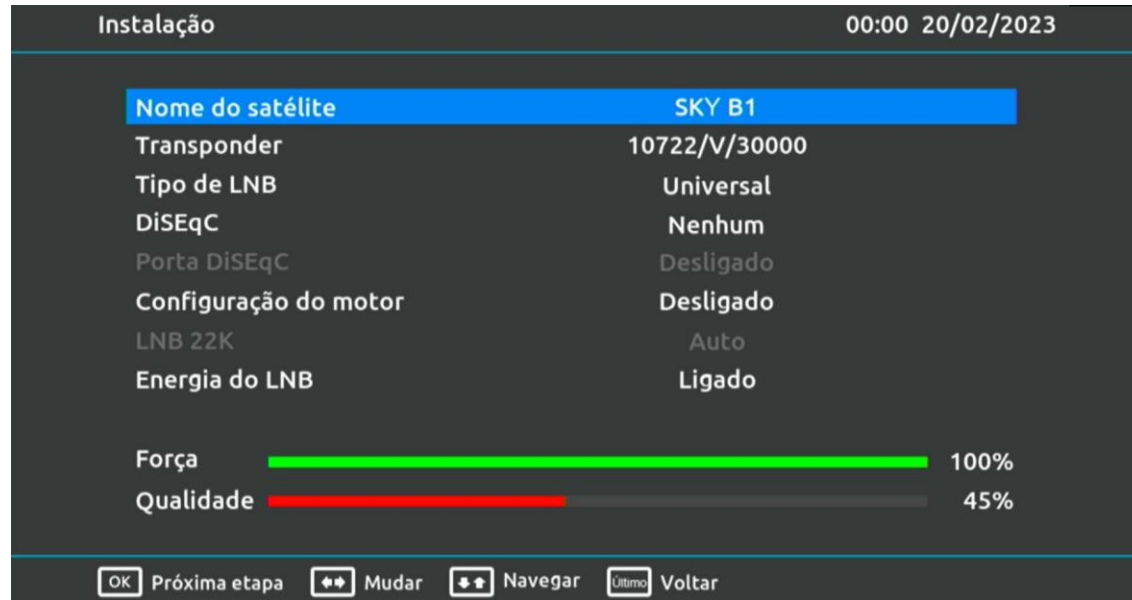 Instalação 00:00 20/02/2023
Nome do satélite SKY B1
Transponder 10722/V/30000
Tipo de LNB Universal
DiSEqC Nenhum
Porta DiSEqC Desligado
Configuração do motor Desligado
LNB 22K Auto
Energia do LNB Ligado
Força 100%
Qualidade 45%
OK Próxima etapa Mudar Navegar Último Voltar